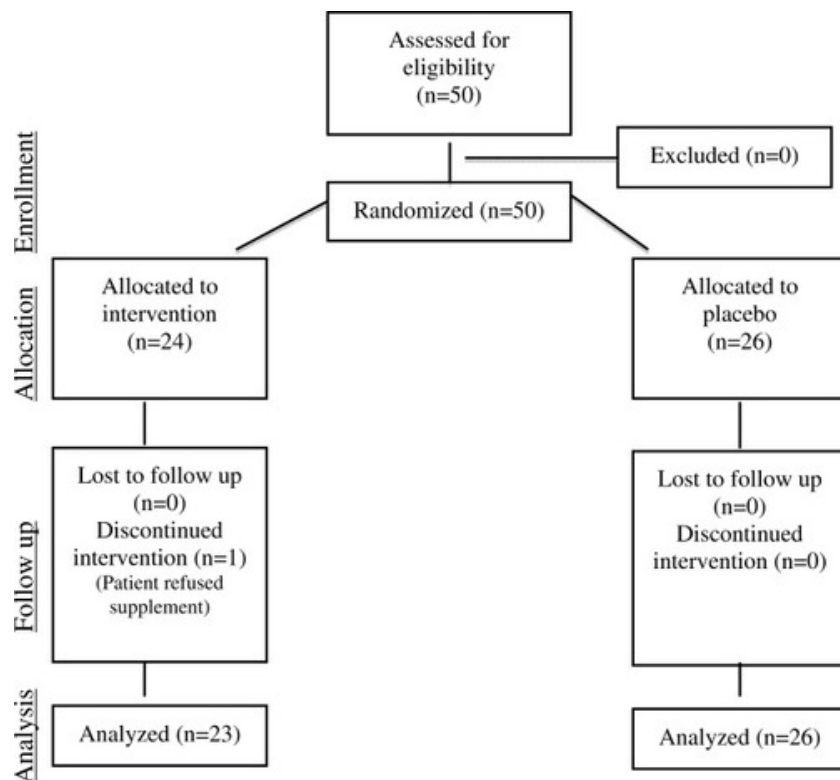 Assessed for
eligibility
(n=50)
Enrollment
Excluded (n=0)
Randomized (n=50)
Allocation
Allocated to
intervention
(n=24)
Allocated to
placebo
(n=26)
Follow up
Lost to follow up
(n=0)
Discontinued
intervention (n=1)
(Patient refused
supplement)
Lost to follow up
(n=0)
Discontinued
intervention (n=0)
Analysis
Analyzed (n=23)
Analyzed (n=26)